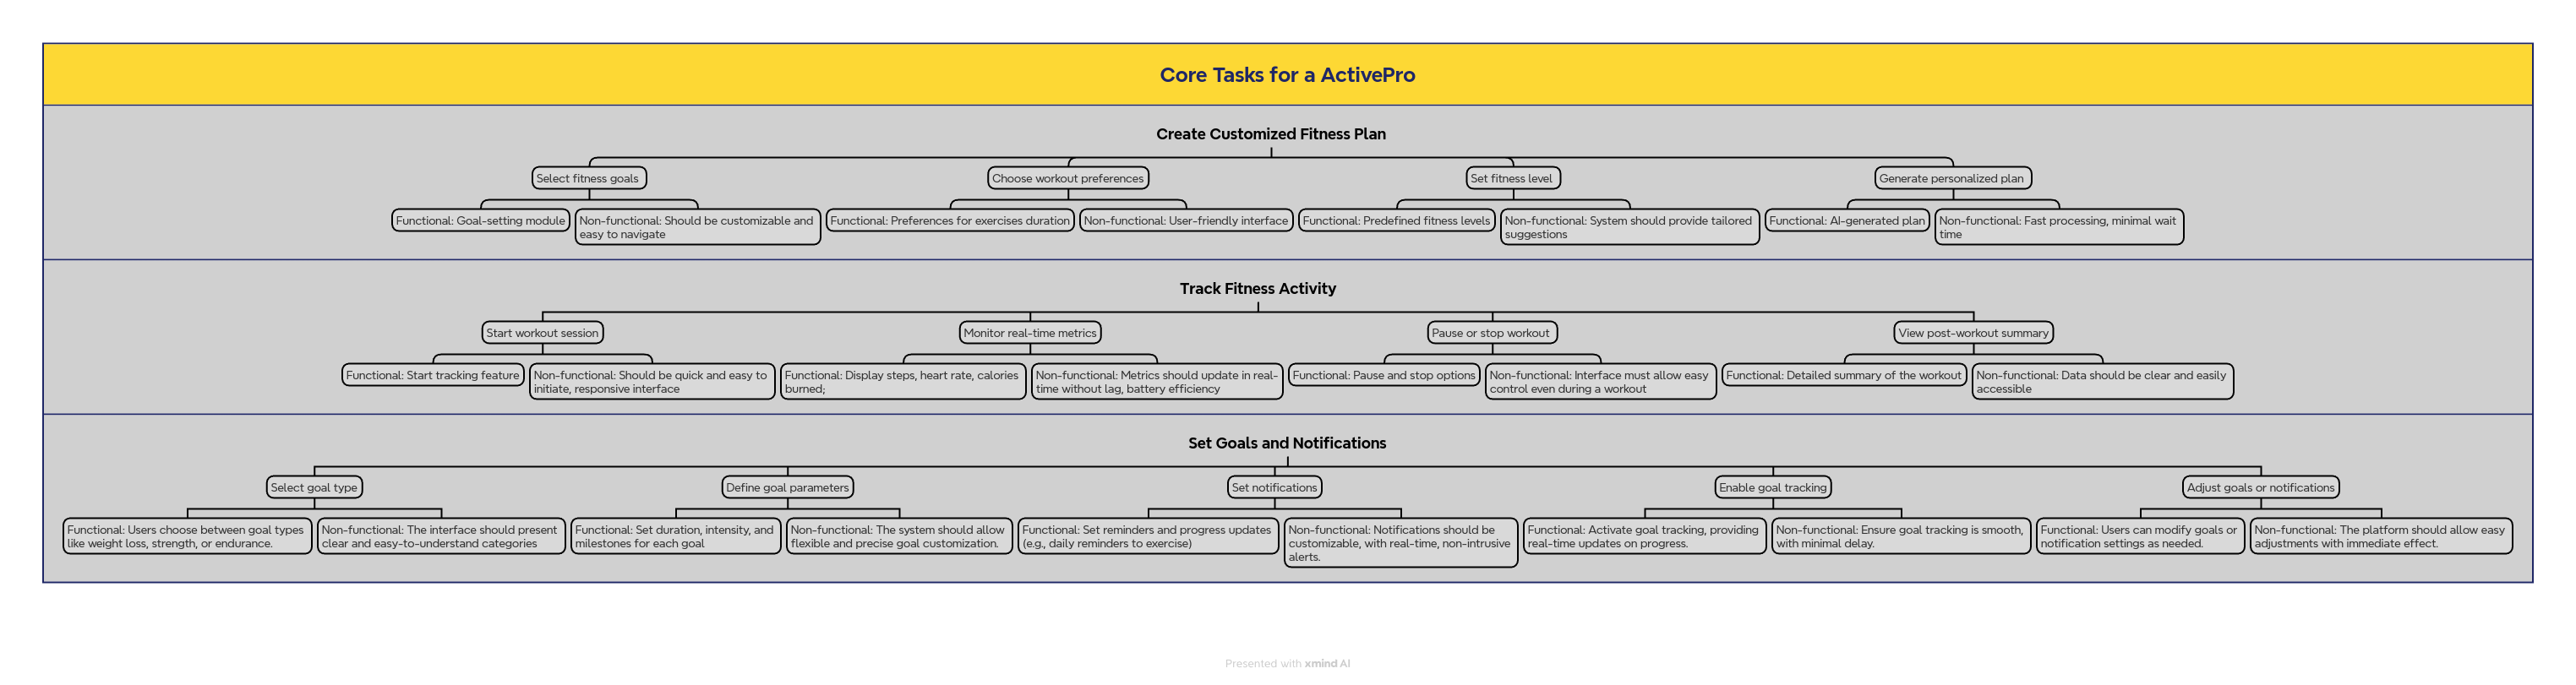 Core Tasks for a ActivePro
Create Customized Fitness Plan
Select fitness goals
Choose workout preferences
Set fitness level
Generate personalized plan
Functional: Goal-setting module
Non-functional: Should be customizable and
easy to navigate
Functional: Preferences for exercises duration
Non-functional: User-friendly interface
Functional: Predefined fitness levels
Non-functional: System should provide tailored
suggestions
Functional: AI-generated plan
Non-functional: Fast processing, minimal wait
time
Track Fitness Activity
Start workout session
Monitor real-time metrics
Pause or stop workout
View post-workout summary
Functional: Start tracking feature
Non-functional: Should be quick and easy to
initiate, responsive interface
Functional: Display steps, heart rate, calories
burned;
Non-functional: Metrics should update in real-
time without lag, battery efficiency
Functional: Pause and stop options
Non-functional: Interface must allow easy
control even during a workout
Functional: Detailed summary of the workout
Non-functional: Data should be clear and easily
accessible
Set Goals and Notifications
Select goal type
Define goal parameters
Set notifications
Enable goal tracking
Adjust goals or notifications
Functional: Users choose between goal types
like weight loss, strength, or endurance.
Non-functional: The interface should present
clear and easy-to-understand categories
Functional: Set duration, intensity, and
milestones for each goal
Non-functional: The system should allow
flexible and precise goal customization.
Functional: Set reminders and progress updates
(e.g., daily reminders to exercise)
Non-functional: Notifications should be
customizable, with real-time, non-intrusive
alerts.
Functional: Activate goal tracking, providing
real-time updates on progress.
Non-functional: Ensure goal tracking is smooth,
with minimal delay.
Functional: Users can modify goals or
notification settings as needed.
Non-functional: The platform should allow easy
adjustments with immediate effect.
Presented with xmind AI